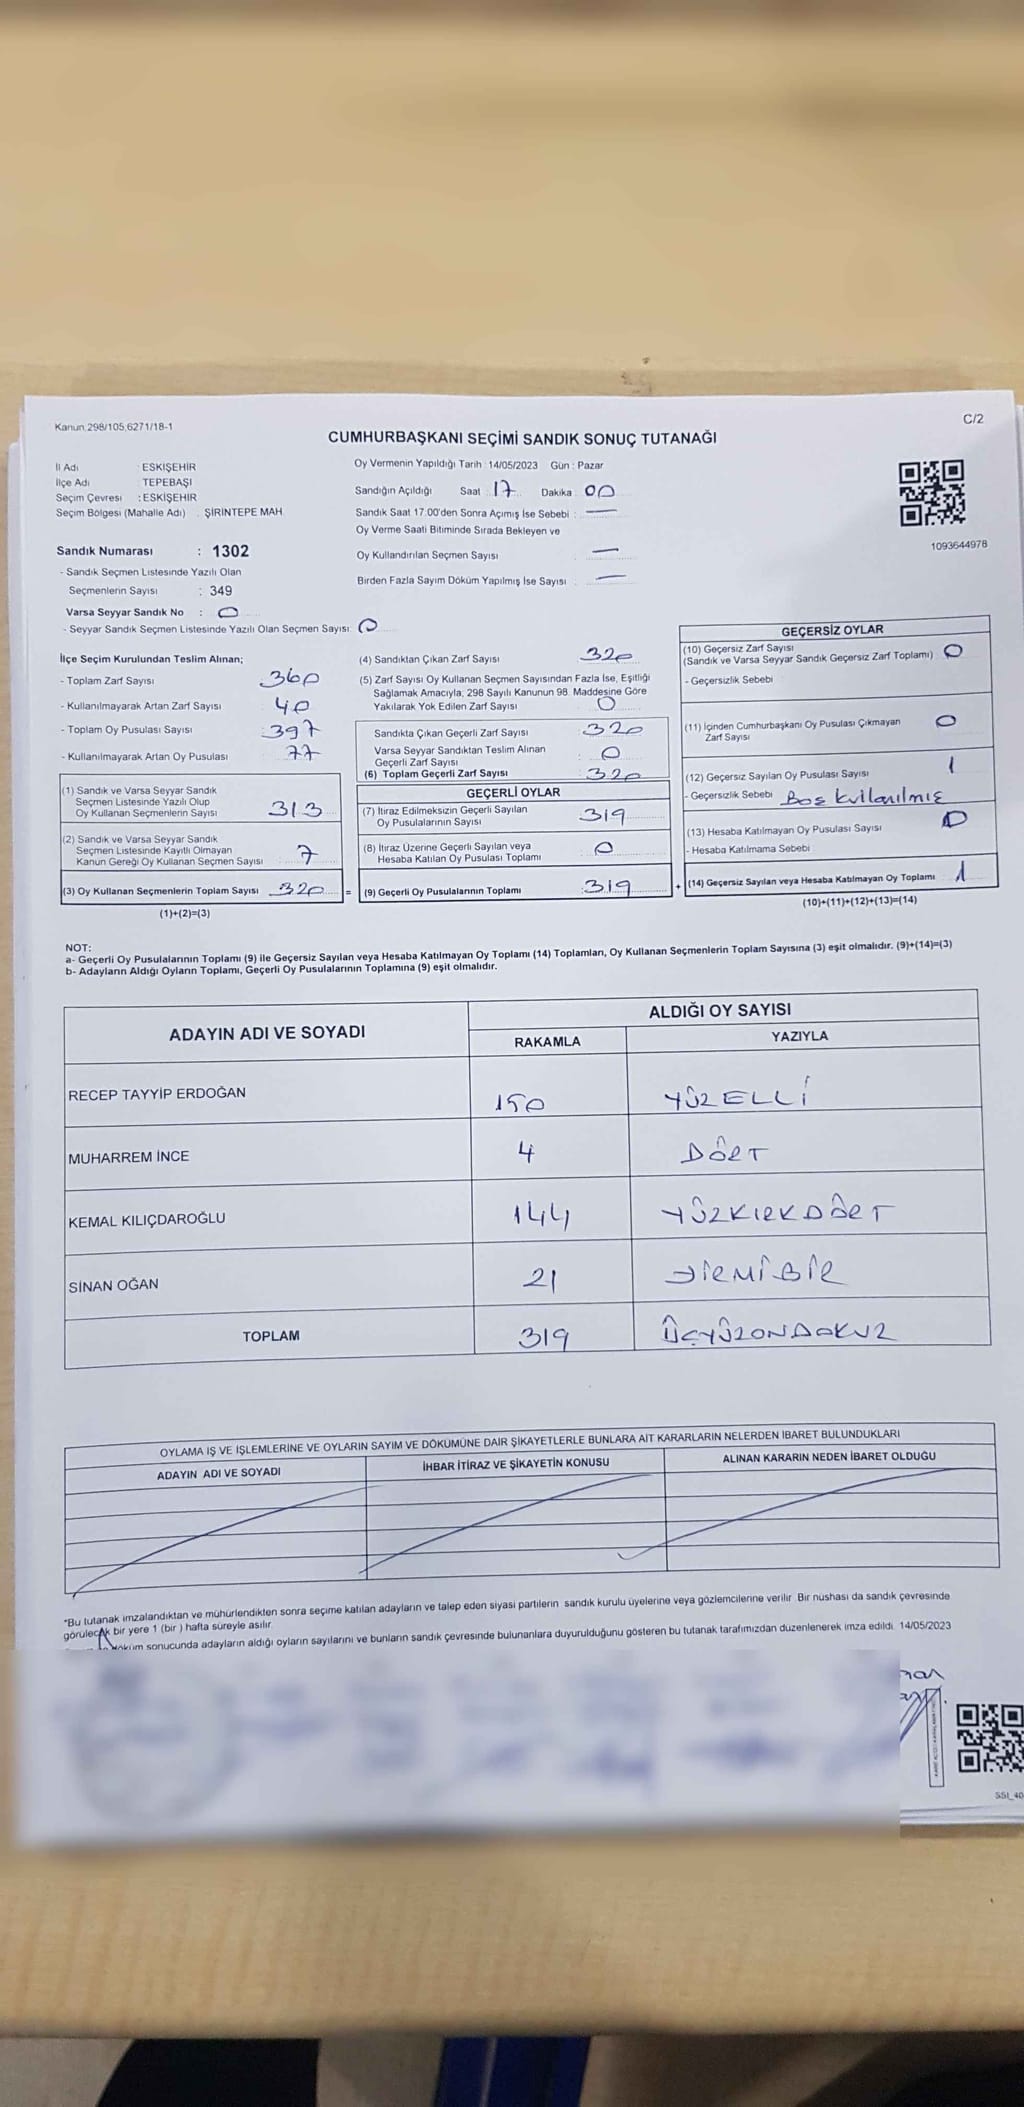 Kanun 298/105,6271/18-1
C/2
CUMHURBAŞKANI SEÇİMİ SANDIK SONUÇ TUTANAĞI
İl Adı : ESKİŞEHİR
İlçe Adı : TEPEBAŞI
Seçim Çevresi : ESKİŞEHİR
Seçim Bölgesi (Mahalle Adı) : ŞİRİNTEPE MAH
Oy Vermenin Yapıldığı Tarih : 14/05/2023 Gün : Pazar
Sandığın Açıldığı Saat : 17 Dakika : 00
Sandık Saat 17.00'den Sonra Açımış İse Sebebi : —
Oy Verme Saati Bitiminde Sırada Bekleyen ve
Oy Kullandırılan Seçmen Sayısı : —
Birden Fazla Sayım Döküm Yapılmış İse Sayısı : —
1093644978
Sandık Numarası : 1302
- Sandık Seçmen Listesinde Yazılı Olan
Seçmenlerin Sayısı : 349
Varsa Seyyar Sandık No : 0
- Seyyar Sandık Seçmen Listesinde Yazılı Olan Seçmen Sayısı: 0
İlçe Seçim Kurulundan Teslim Alınan;
- Toplam Zarf Sayısı : 360
- Kullanılmayarak Artan Zarf Sayısı : 40
- Toplam Oy Pusulası Sayısı : 397
- Kullanılmayarak Artan Oy Pusulası : 77
(1) Sandık ve Varsa Seyyar Sandık
Seçmen Listesinde Yazılı Olup
Oy Kullanan Seçmenlerin Sayısı : 313
(2) Sandık ve Varsa Seyyar Sandık
Seçmen Listesinde Kayıtlı Olmayan
Kanun Gereği Oy Kullanan Seçmen Sayısı : 7
(3) Oy Kullanan Seçmenlerin Toplam Sayısı : 320 =
(1)+(2)=(3)
(4) Sandıktan Çıkan Zarf Sayısı : 320
(5) Zarf Sayısı Oy Kullanan Seçmen Sayısından Fazla İse, Eşitliği
Sağlamak Amacıyla, 298 Sayılı Kanunun 98. Maddesine Göre
Yakılarak Yok Edilen Zarf Sayısı : 0
Sandıkta Çıkan Geçerli Zarf Sayısı : 320
Varsa Seyyar Sandıktan Teslim Alınan
Geçerli Zarf Sayısı : 0
(6) Toplam Geçerli Zarf Sayısı : 320
GEÇERLİ OYLAR
(7) İtiraz Edilmeksizin Geçerli Sayılan
Oy Pusulalarının Sayısı : 319
(8) İtiraz Üzerine Geçerli Sayılan veya
Hesaba Katılan Oy Pusulası Toplamı : 0
(9) Geçerli Oy Pusulalarının Toplamı : 319 +
GEÇERSİZ OYLAR
(10) Geçersiz Zarf Sayısı
(Sandık ve Varsa Seyyar Sandık Geçersiz Zarf Toplamı) : 0
- Geçersizlik Sebebi
(11) İçinden Cumhurbaşkanı Oy Pusulası Çıkmayan 0
Zarf Sayısı
(12) Geçersiz Sayılan Oy Pusulası Sayısı 1
- Geçersizlik Sebebi : Boş kullanılmış
(13) Hesaba Katılmayan Oy Pusulası Sayısı 0
- Hesaba Katılmama Sebebi
(14) Geçersiz Sayılan veya Hesaba Katılmayan Oy Toplamı 1
(10)+(11)+(12)+(13)=(14)
NOT:
a- Geçerli Oy Pusulalarının Toplamı (9) ile Geçersiz Sayılan veya Hesaba Katılmayan Oy Toplamı (14) Toplamları, Oy Kullanan Seçmenlerin Toplam Sayısına (3) eşit olmalıdır. (9)+(14)=(3)
b- Adayların Aldığı Oyların Toplamı, Geçerli Oy Pusulalarının Toplamına (9) eşit olmalıdır.
ADAYIN ADI VE SOYADI
ALDIĞI OY SAYISI
RAKAMLA YAZIYLA
RECEP TAYYİP ERDOĞAN 150 YÜZELLİ
MUHARREM İNCE 4 DÖRT
KEMAL KILIÇDAROĞLU 144 YÜZKIRKDÖRT
SİNAN OĞAN 21 YİRMİBİR
TOPLAM 319 ÜÇYÜZONDOKUZ
OYLAMA İŞ VE İŞLEMLERİNE VE OYLARIN SAYIM VE DÖKÜMÜNE DAİR ŞİKAYETLERLE BUNLARA AİT KARARLARIN NELERDEN İBARET BULUNDUKLARI
ADAYIN ADI VE SOYADI İHBAR İTİRAZ VE ŞİKAYETİN KONUSU ALINAN KARARIN NEDEN İBARET OLDUĞU
*Bu tutanak imzalandıktan ve mühürlendikten sonra seçime katılan adayların ve talep eden siyasi partilerin sandık kurulu üyelerine veya gözlemcilerine verilir. Bir nüshası da sandık çevresinde
görülecek bir yere 1 (bir) hafta süreyle asılır.
döküm sonucunda adayların aldığı oyların sayılarını ve bunların sandık çevresinde bulunanlara duyurulduğunu gösteren bu tutanak tarafımızdan düzenlenerek imza edildi. 14/05/2023